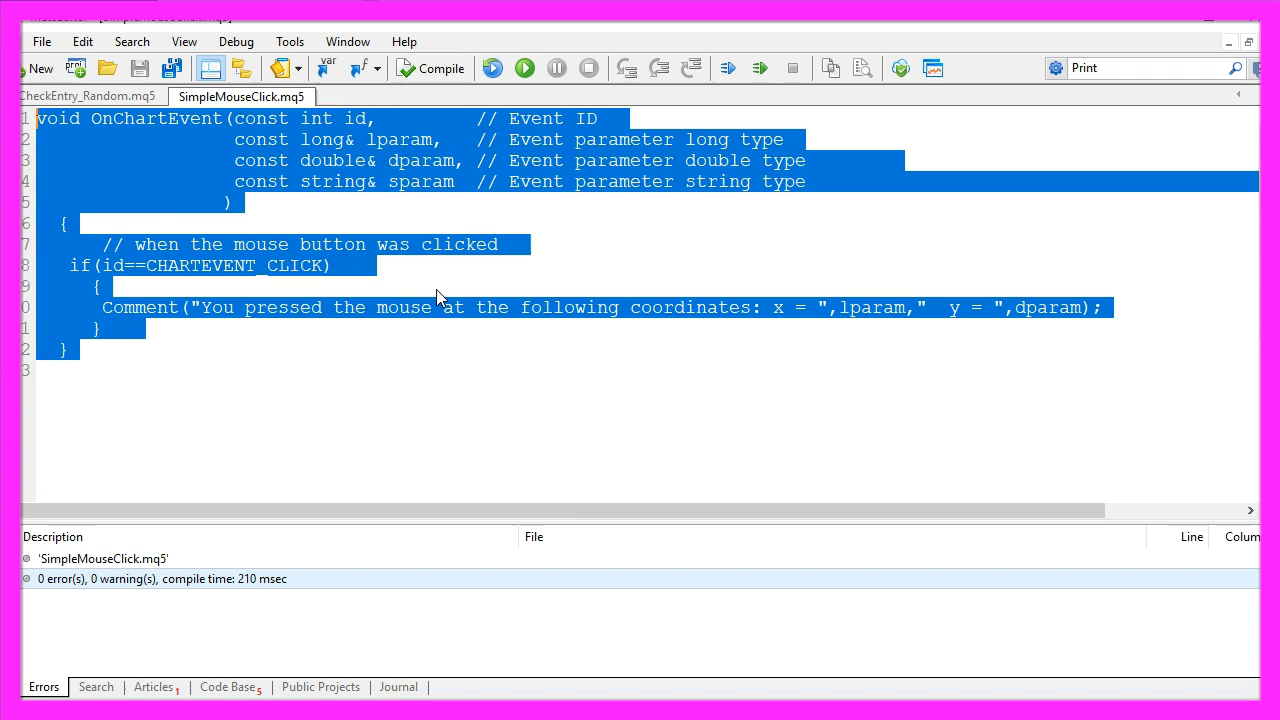 File Edit View Search Debug Tools Window Help
New var f Compile Print
CheckEntry_Random.mq5 SimpleMouseClick.mq5
1 void OnChartEvent(const int id, // Event ID
2 const long& lparam, // Event parameter long type
3 const double& dparam, // Event parameter double type
4 const string& sparam // Event parameter string type
5 )
6 {
7 // when the mouse button was clicked
8 if(id==CHARTEVENT_CLICK)
9 {
0 Comment("You pressed the mouse at the following coordinates: x = ",lparam,"  y = ",dparam);
1 }
2 }
3
Description File Line Colum
'SimpleMouseClick.mq5'
0 error(s), 0 warning(s), compile time: 210 msec
Errors Search Articles 1 Code Base 5 Public Projects Journal